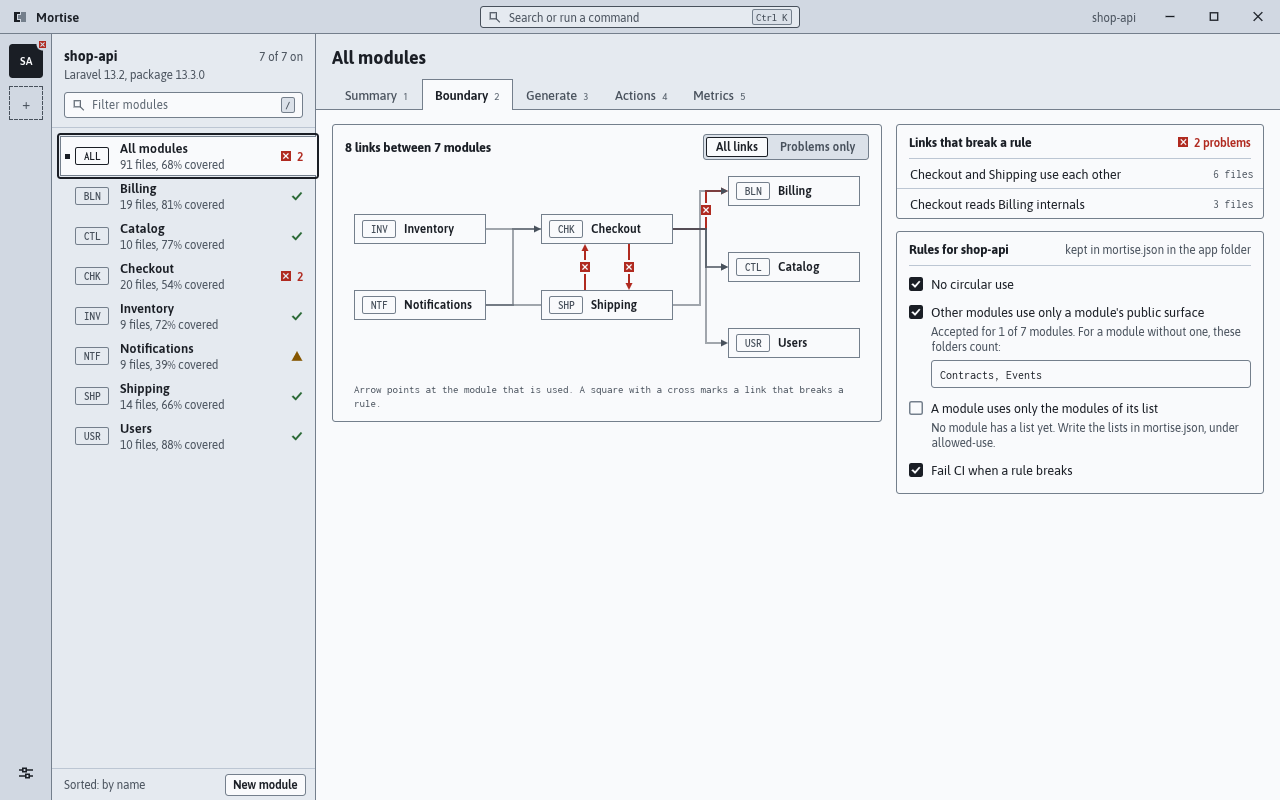 Mortise
Search or run a command
Ctrl K
shop-api
SA
+
shop-api
7 of 7 on
Laravel 13.2, package 13.3.0
Filter modules
/
ALL
All modules
91 files, 68% covered
2
BLN
Billing
19 files, 81% covered
CTL
Catalog
10 files, 77% covered
CHK
Checkout
20 files, 54% covered
2
INV
Inventory
9 files, 72% covered
NTF
Notifications
9 files, 39% covered
SHP
Shipping
14 files, 66% covered
USR
Users
10 files, 88% covered
Sorted: by name
New module
All modules
Summary 1
Boundary 2
Generate 3
Actions 4
Metrics 5
8 links between 7 modules
All links
Problems only
INV Inventory
NTF Notifications
CHK Checkout
SHP Shipping
BLN Billing
CTL Catalog
USR Users
Arrow points at the module that is used. A square with a cross marks a link that breaks a
rule.
Links that break a rule
2 problems
Checkout and Shipping use each other
6 files
Checkout reads Billing internals
3 files
Rules for shop-api
kept in mortise.json in the app folder
No circular use
Other modules use only a module's public surface
Accepted for 1 of 7 modules. For a module without one, these
folders count:
Contracts, Events
A module uses only the modules of its list
No module has a list yet. Write the lists in mortise.json, under
allowed-use.
Fail CI when a rule breaks